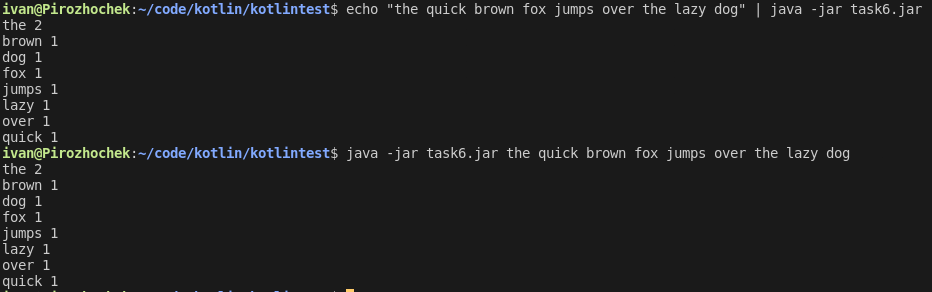 ivan@Pirozhochek:~/code/kotlin/kotlintest$ echo "the quick brown fox jumps over the lazy dog" | java -jar task6.jar
the 2
brown 1
dog 1
fox 1
jumps 1
lazy 1
over 1
quick 1
ivan@Pirozhochek:~/code/kotlin/kotlintest$ java -jar task6.jar the quick brown fox jumps over the lazy dog
the 2
brown 1
dog 1
fox 1
jumps 1
lazy 1
over 1
quick 1